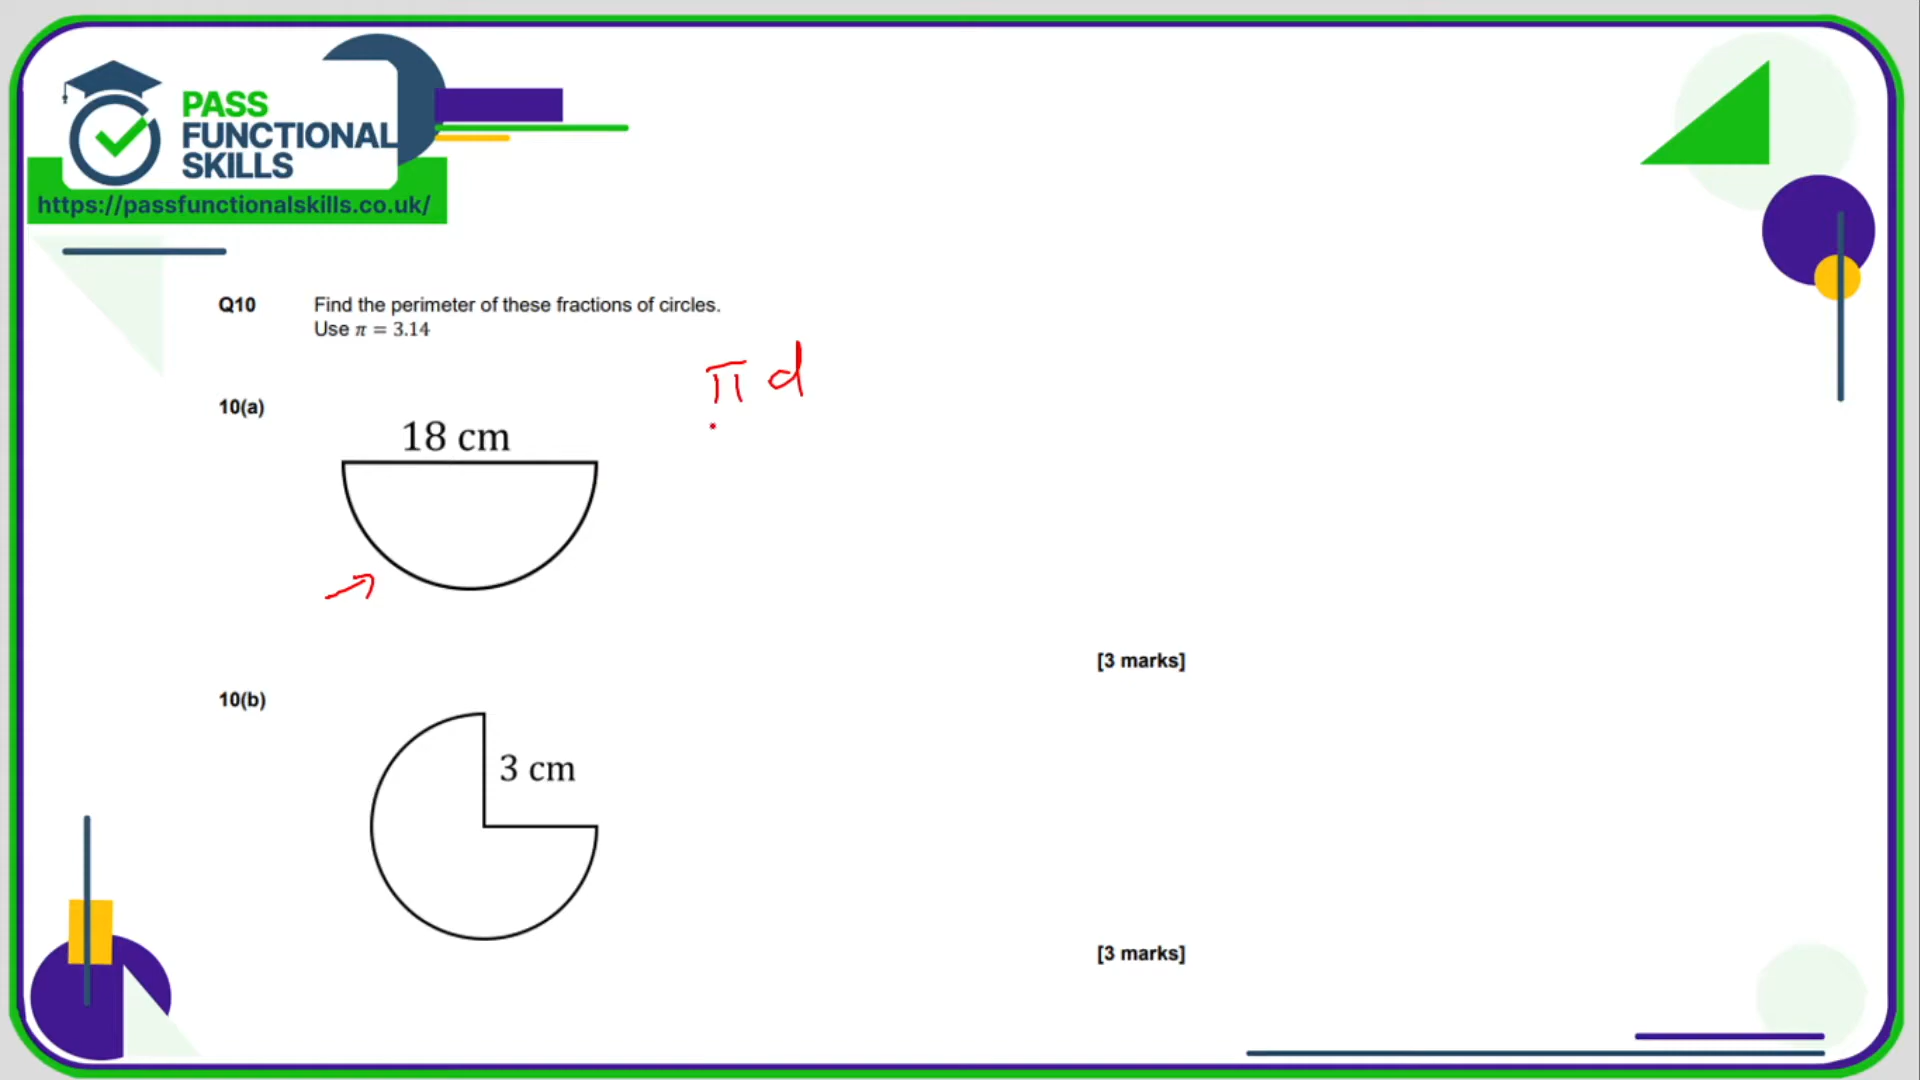 PASS
FUNCTIONAL
SKILLS
https://passfunctionalskills.co.uk/
Q10 Find the perimeter of these fractions of circles.
Use π = 3.14
π d
10(a)
18 cm
[3 marks]
10(b)
3 cm
[3 marks]